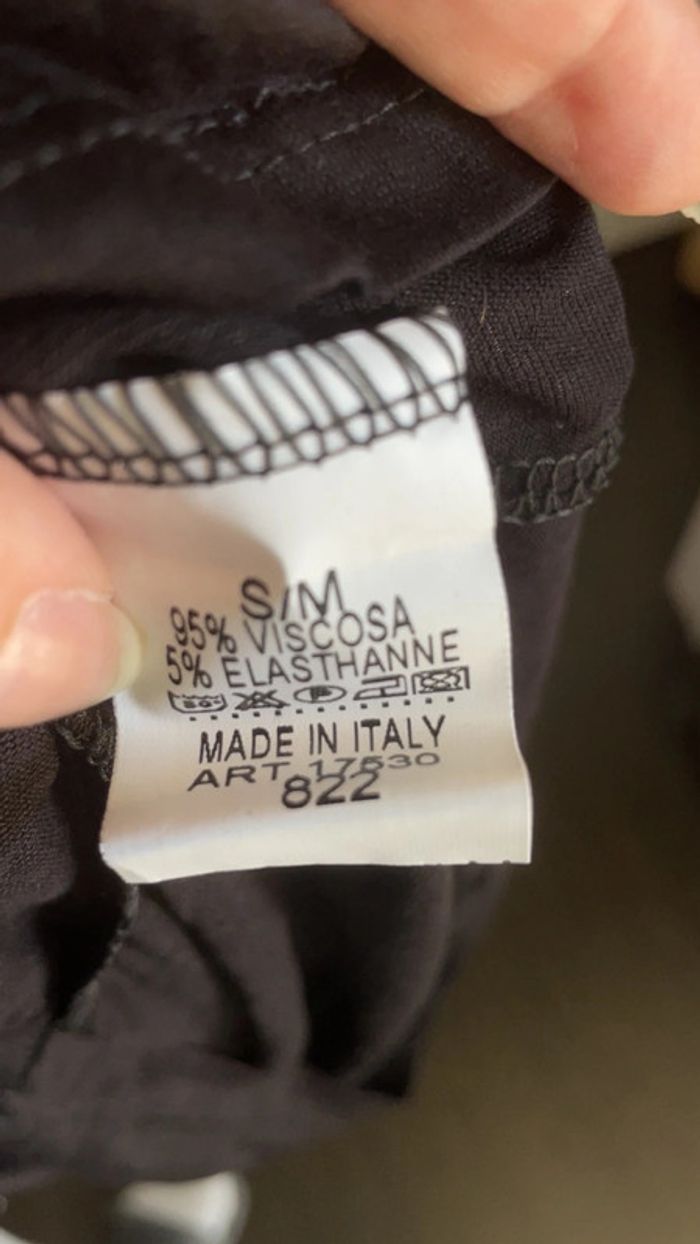 S/M
95% VISCOSA
5% ELASTHANNE
MADE IN ITALY
ART 17530
822